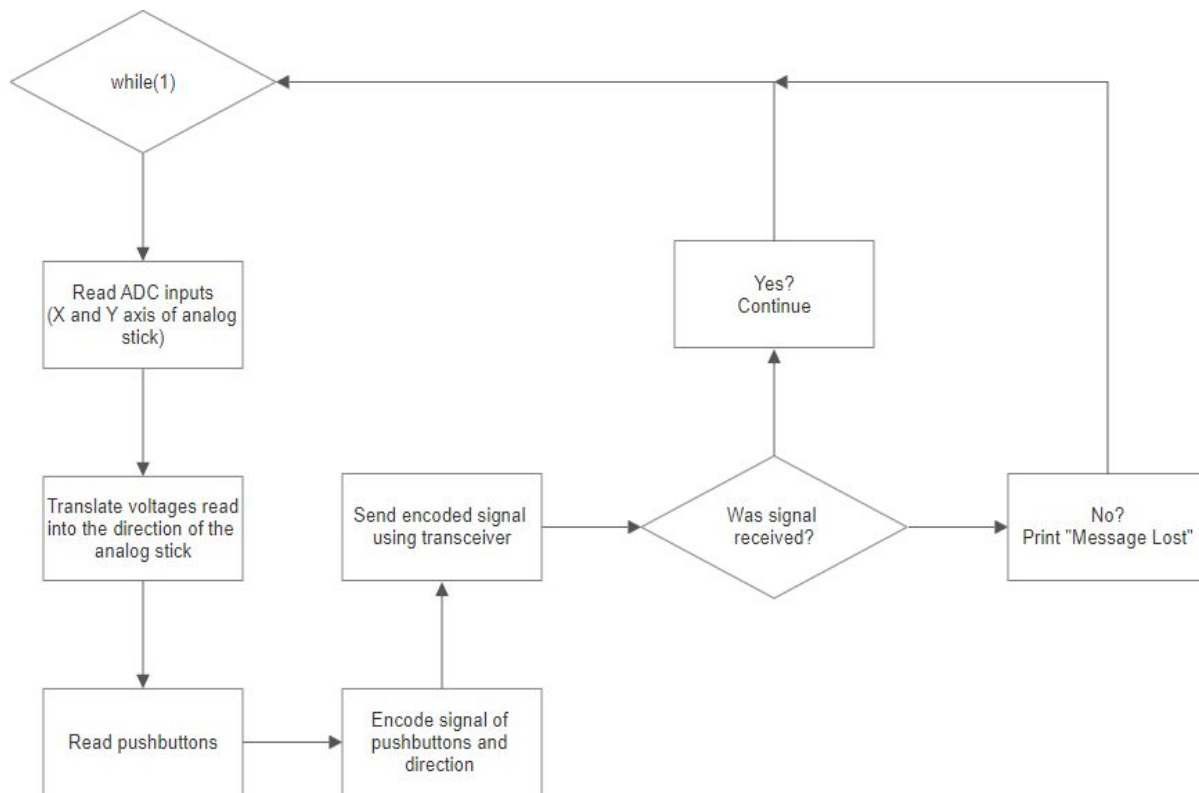 while(1)
Read ADC inputs
(X and Y axis of analog
stick)
Translate voltages read
into the direction of the
analog stick
Read pushbuttons
Encode signal of
pushbuttons and
direction
Send encoded signal
using transceiver
Was signal
received?
Yes?
Continue
No?
Print "Message Lost"